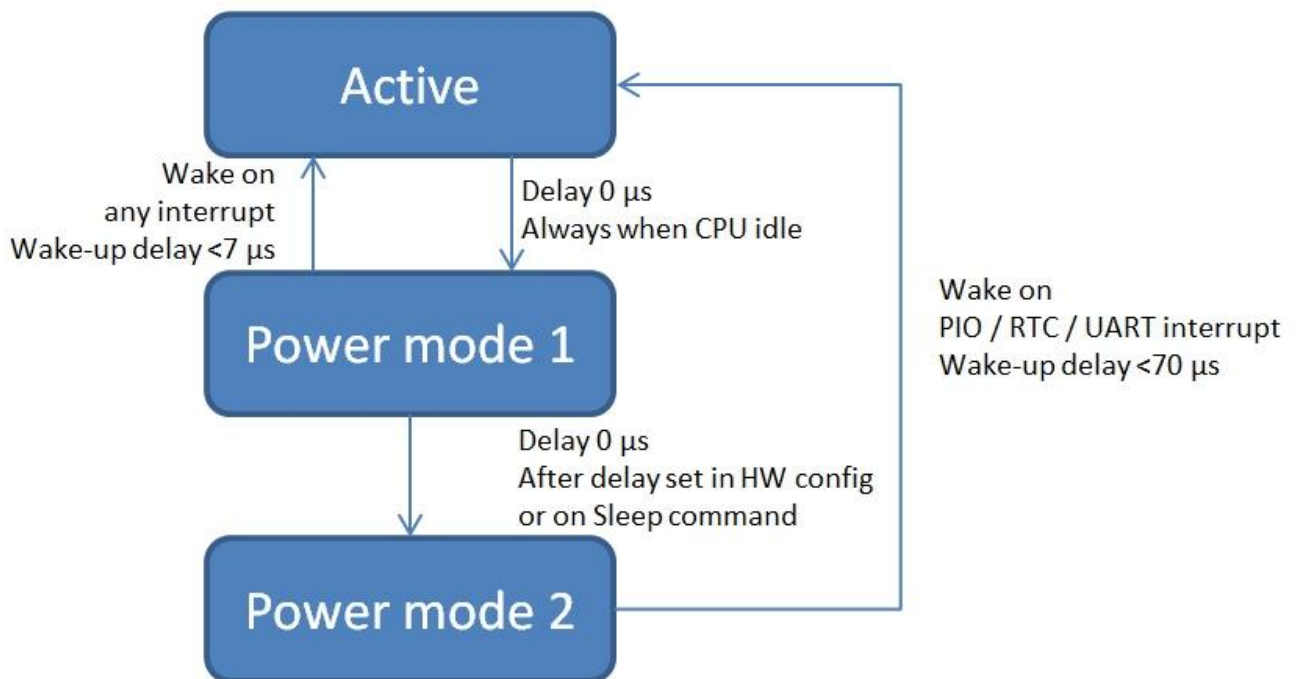 Active
Wake on
any interrupt
Wake-up delay <7 µs
Delay 0 µs
Always when CPU idle
Power mode 1
Wake on
PIO / RTC / UART interrupt
Wake-up delay <70 µs
Delay 0 µs
After delay set in HW config
or on Sleep command
Power mode 2